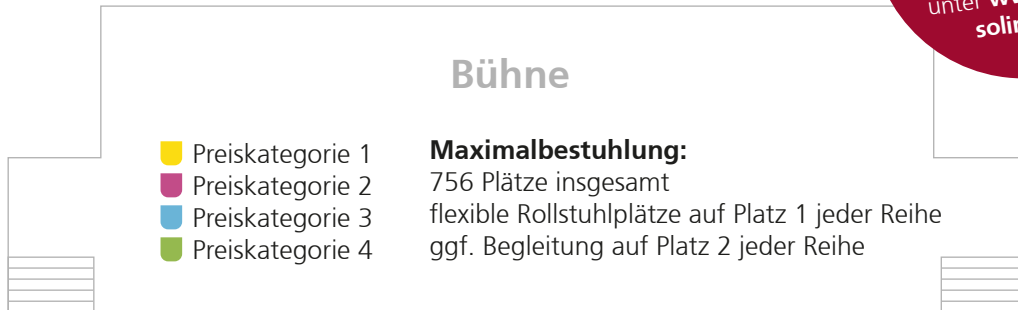 unter
Bühne
Preiskategorie 1
Preiskategorie 2
Preiskategorie 3
Preiskategorie 4
Maximalbestuhlung:
756 Plätze insgesamt
flexible Rollstuhlplätze auf Platz 1 jeder Reihe
ggf. Begleitung auf Platz 2 jeder Reihe